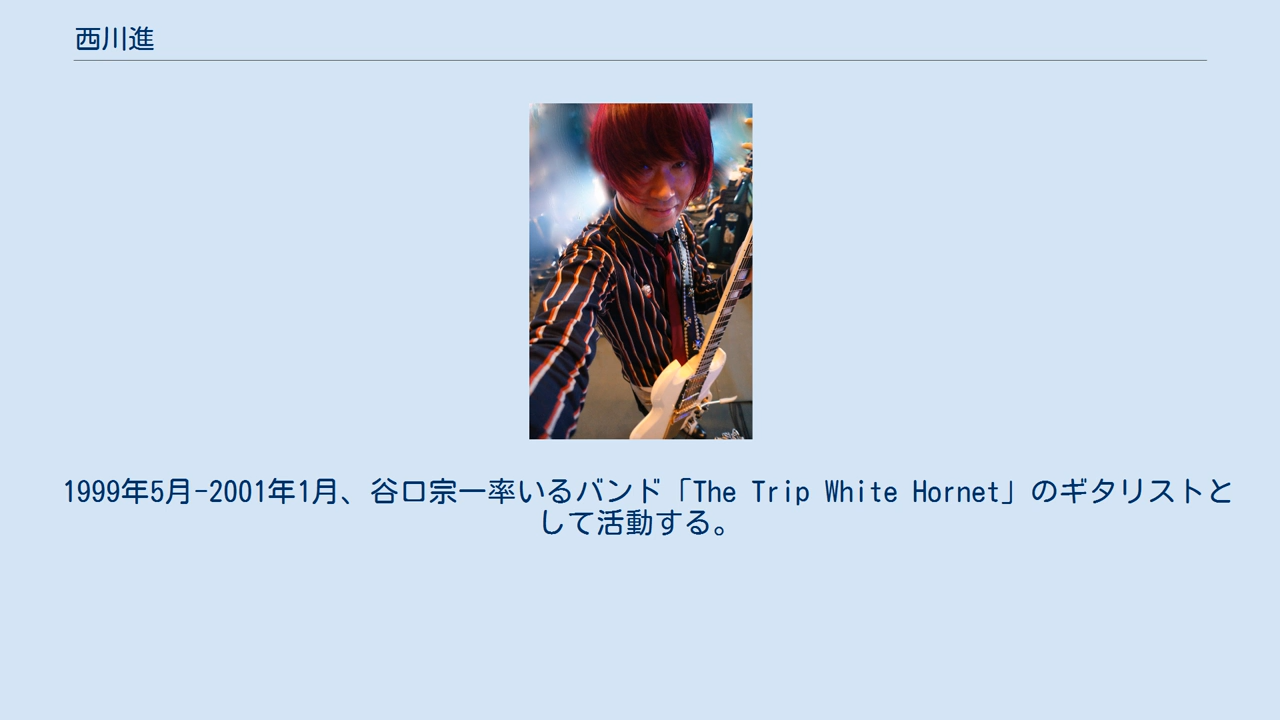 西川進
1999年5月-2001年1月、谷口宗一率いるバンド「The Trip White Hornet」のギタリストと
して活動する。